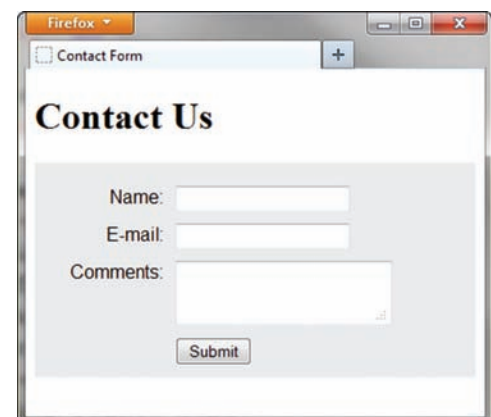 Firefox
Contact Form
Contact Us
Name:
E-mail:
Comments:
Submit